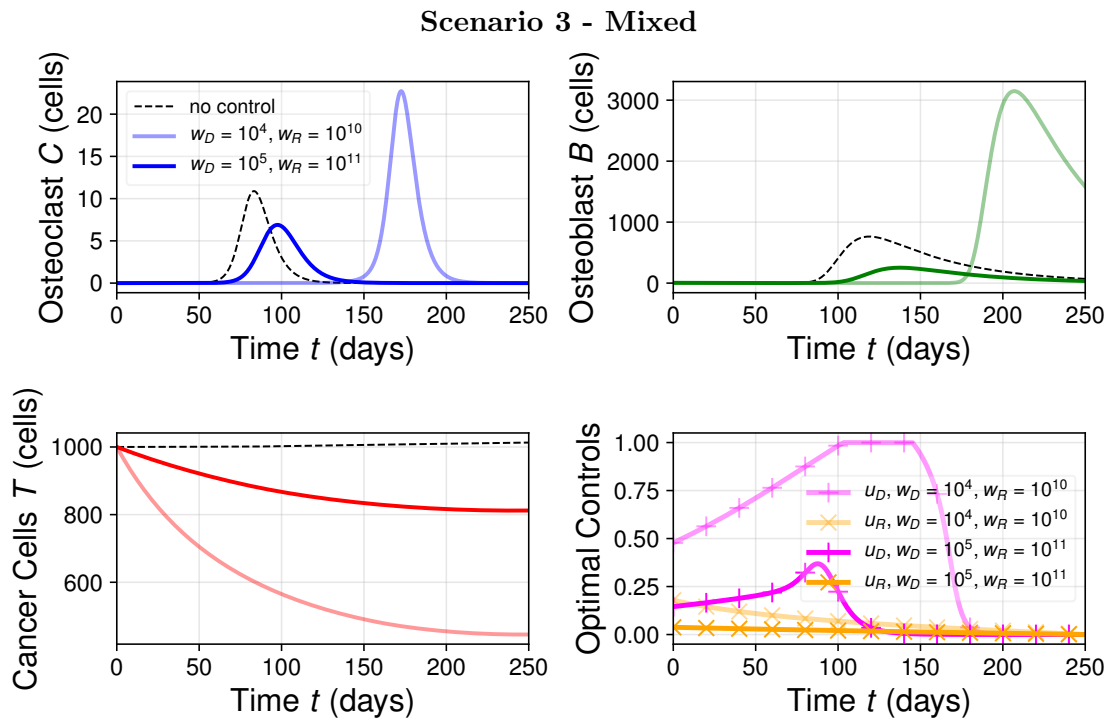 Scenario 3 - Mixed
Osteoclast C (cells)
20
15
10
5
0
no control
w_D = 10^4, w_R = 10^10
w_D = 10^5, w_R = 10^11
0 50 100 150 200 250
Time t (days)
Osteoblast B (cells)
3000
2000
1000
0
0 50 100 150 200 250
Time t (days)
Cancer Cells T (cells)
1000
800
600
0 50 100 150 200 250
Time t (days)
Optimal Controls
1.00
0.75
0.50
0.25
0.00
u_D, w_D = 10^4, w_R = 10^10
u_R, w_D = 10^4, w_R = 10^10
u_D, w_D = 10^5, w_R = 10^11
u_R, w_D = 10^5, w_R = 10^11
0 50 100 150 200 250
Time t (days)